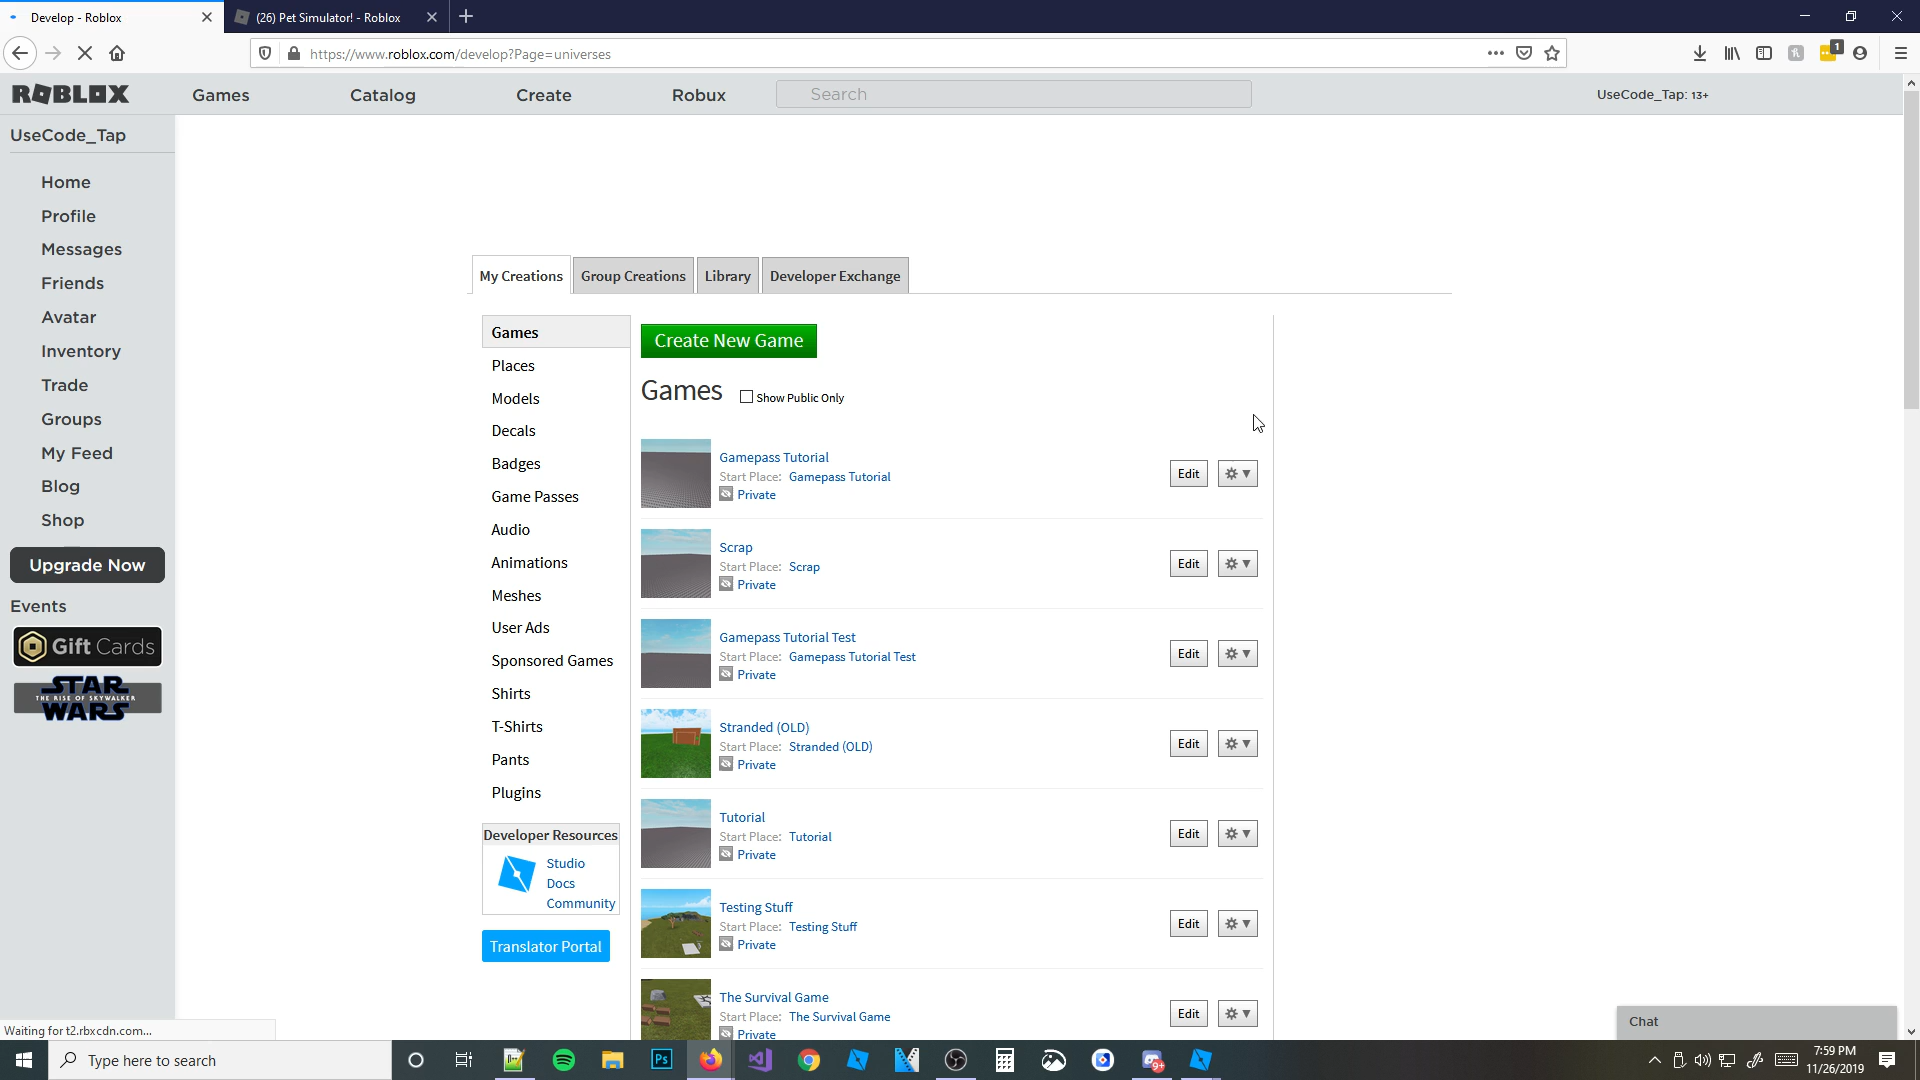 Develop - Roblox
(26) Pet Simulator! - Roblox
https://www.roblox.com/develop?Page=universes
1
ROBLOX
Games
Catalog
Create
Robux
Search
UseCode_Tap: 13+
UseCode_Tap
Home
Profile
Messages
Friends
Avatar
Inventory
Trade
Groups
My Feed
Blog
Shop
Upgrade Now
Events
Gift Cards
STAR
THE RISE OF SKYWALKER
WARS
My Creations
Group Creations
Library
Developer Exchange
Games
Places
Models
Decals
Badges
Game Passes
Audio
Animations
Meshes
User Ads
Sponsored Games
Shirts
T-Shirts
Pants
Plugins
Developer Resources
Studio
Docs
Community
Translator Portal
Create New Game
Games
Show Public Only
Gamepass Tutorial
Start Place: Gamepass Tutorial
Private
Edit
Scrap
Start Place: Scrap
Private
Edit
Gamepass Tutorial Test
Start Place: Gamepass Tutorial Test
Private
Edit
Stranded (OLD)
Start Place: Stranded (OLD)
Private
Edit
Tutorial
Start Place: Tutorial
Private
Edit
Testing Stuff
Start Place: Testing Stuff
Private
Edit
The Survival Game
Start Place: The Survival Game
Private
Edit
Chat
Waiting for t2.rbxcdn.com...
Type here to search
Ps
9+
7:59 PM
11/26/2019